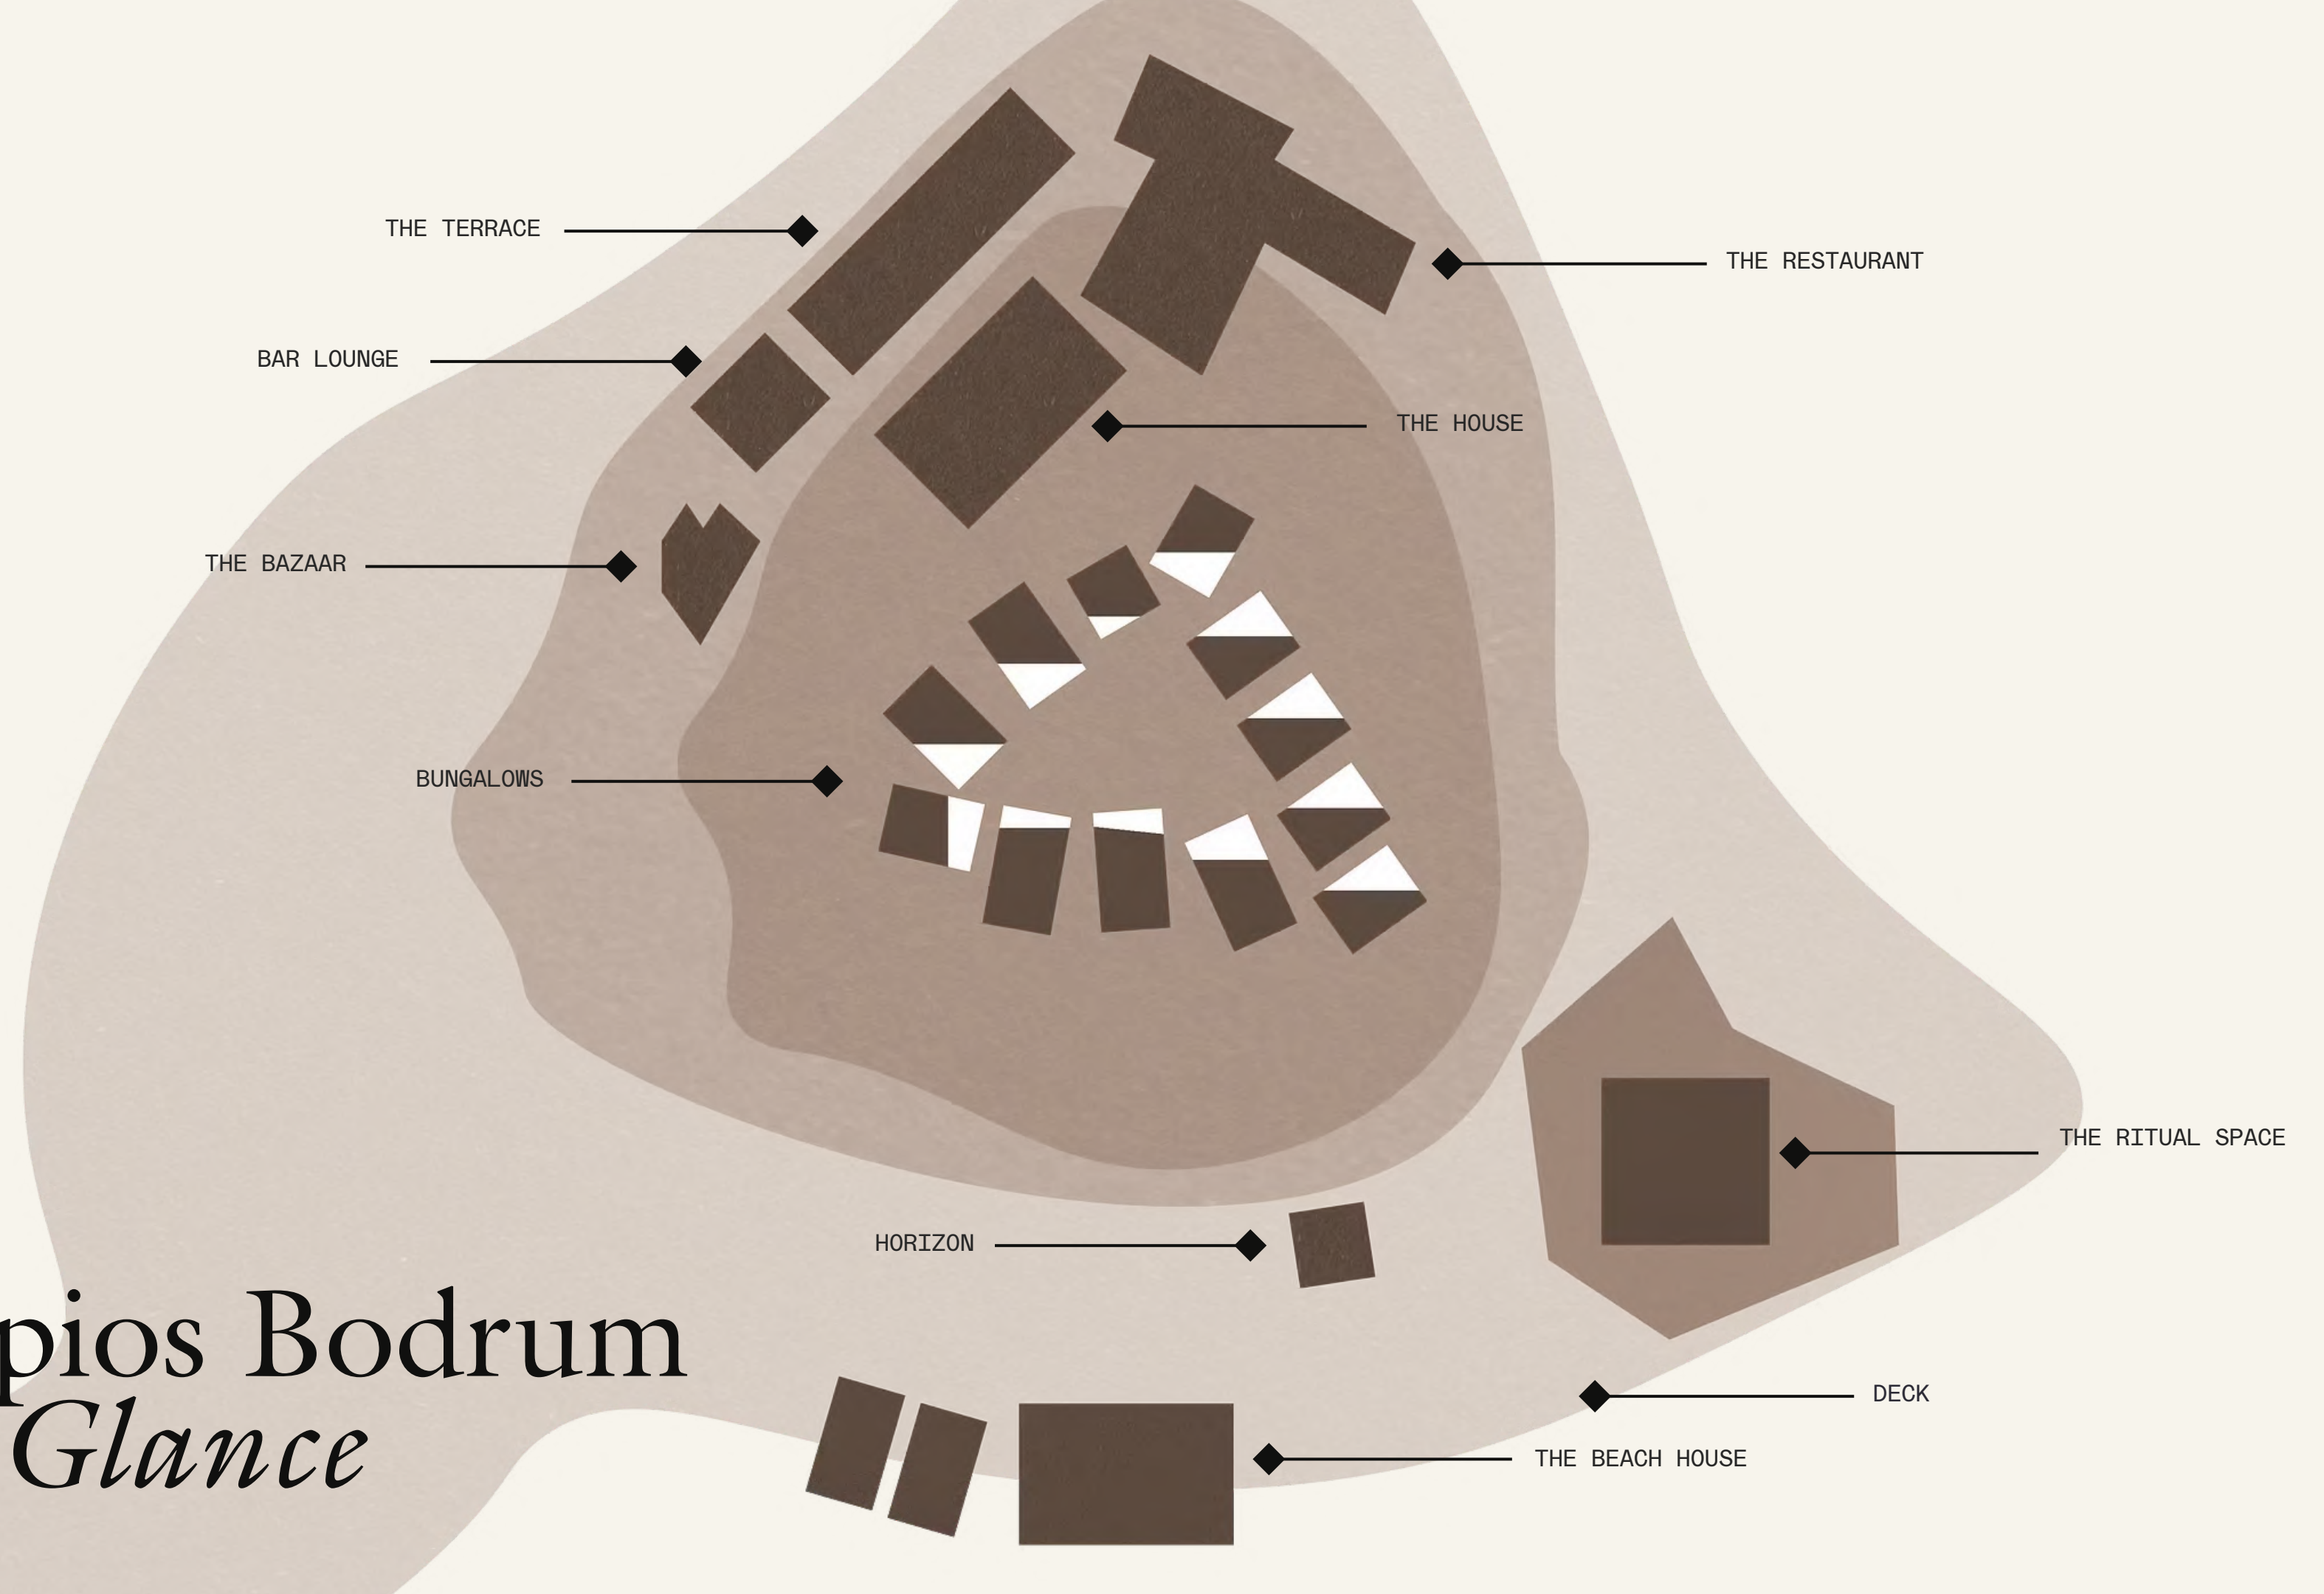 THE TERRACE
THE RESTAURANT
BAR LOUNGE
THE HOUSE
THE BAZAAR
BUNGALOWS
THE RITUAL SPACE
HORIZON
pios Bodrum
Glance
DECK
THE BEACH HOUSE